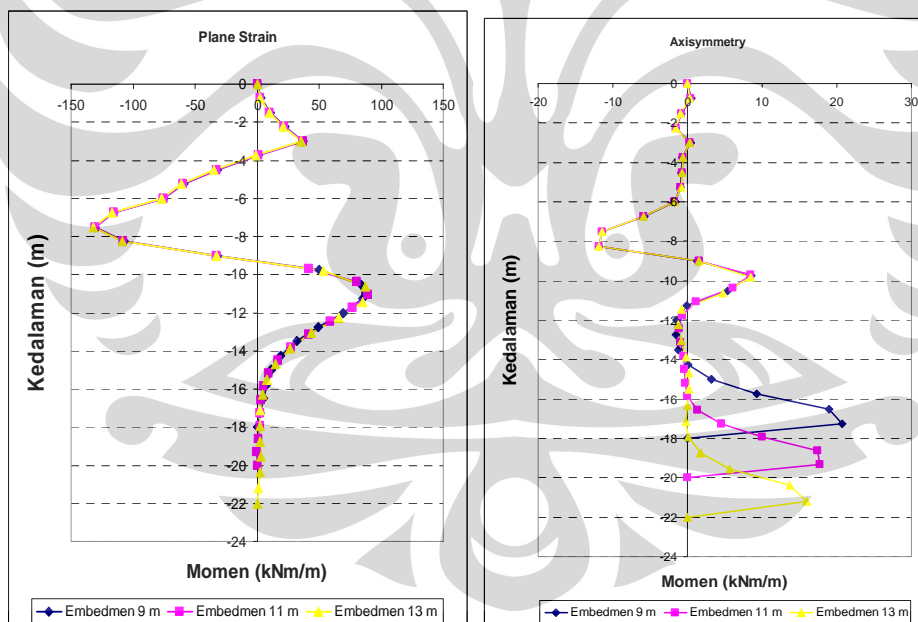 Plane Strain
-150 -100 -50 0 50 100 150
0
-2
-4
-6
-8
-10
-12
-14
-16
-18
-20
-22
-24
Kedalaman (m)
Momen (kNm/m)
Embedmen 9 m Embedmen 11 m Embedmen 13 m
Axisymmetry
-20 -10 0 10 20 30
0
-2
-4
-6
-8
-10
-12
-14
-16
-18
-20
-22
-24
Kedalaman (m)
Momen (kNm/m)
Embedmen 9 m Embedmen 11 m Embedmen 13 m